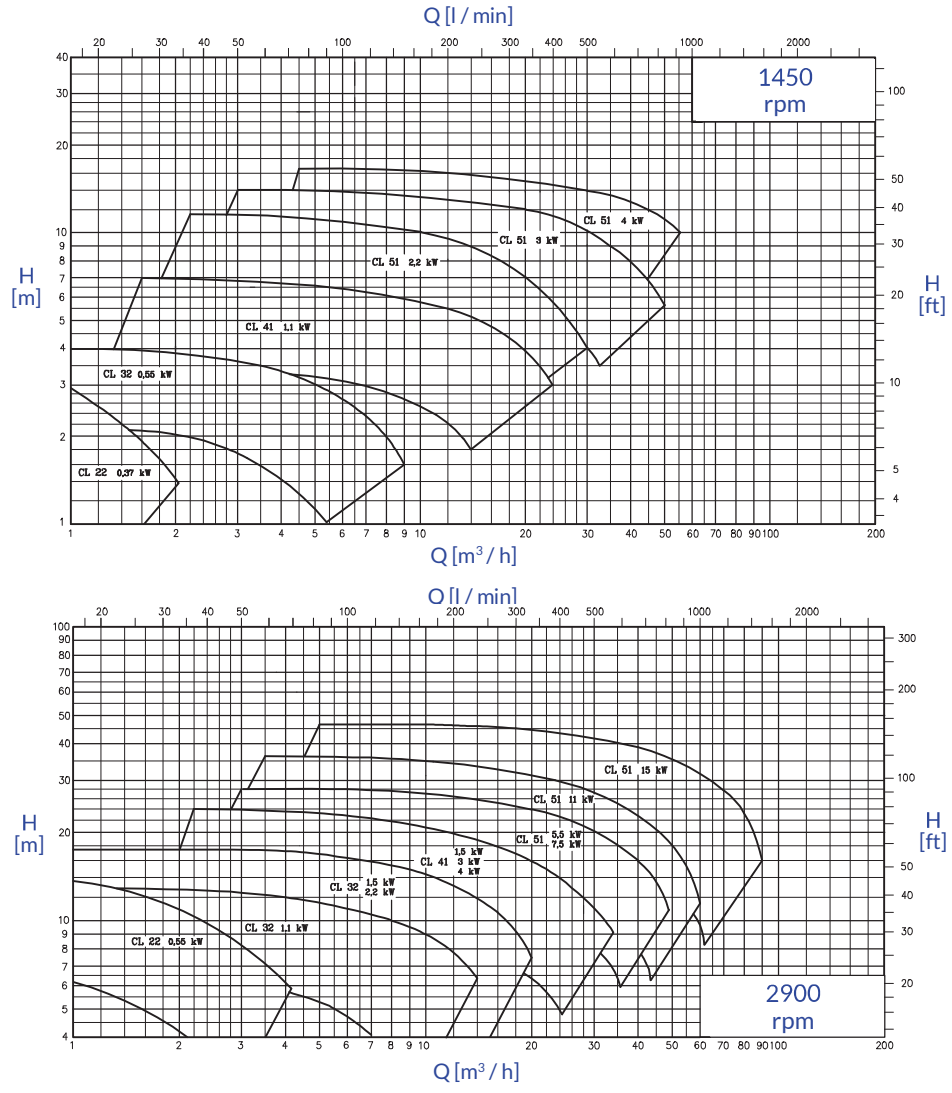 Q [l / min]
20 30 40 50 100 200 300 400 500 1000 2000
1450
rpm
40
30
20
10
9
8
7
6
5
4
3
2
1
H
[m]
100
50
40
30
20
10
5
4
H
[ft]
CL 51 4 kW
CL 51 3 kW
CL 51 2,2 kW
CL 41 1,1 kW
CL 32 0,55 kW
CL 22 0,37 kW
1 2 3 4 5 6 7 8 9 10 20 30 40 50 60 70 80 90 100 200
Q [m³ / h]
Q [l / min]
20 30 40 50 100 200 300 400 500 1000 2000
100
90
80
70
60
50
40
30
20
10
9
8
7
6
5
4
H
[m]
300
200
100
50
40
30
20
H
[ft]
CL 51 15 kW
CL 51 11 kW
CL 51 5,5 kW
7,5 kW
1,5 kW
CL 41 3 kW
4 kW
CL 32 1,5 kW
2,2 kW
CL 32 1,1 kW
CL 22 0,55 kW
2900
rpm
1 2 3 4 5 6 7 8 9 10 20 30 40 50 60 70 80 90 100 200
Q [m³ / h]